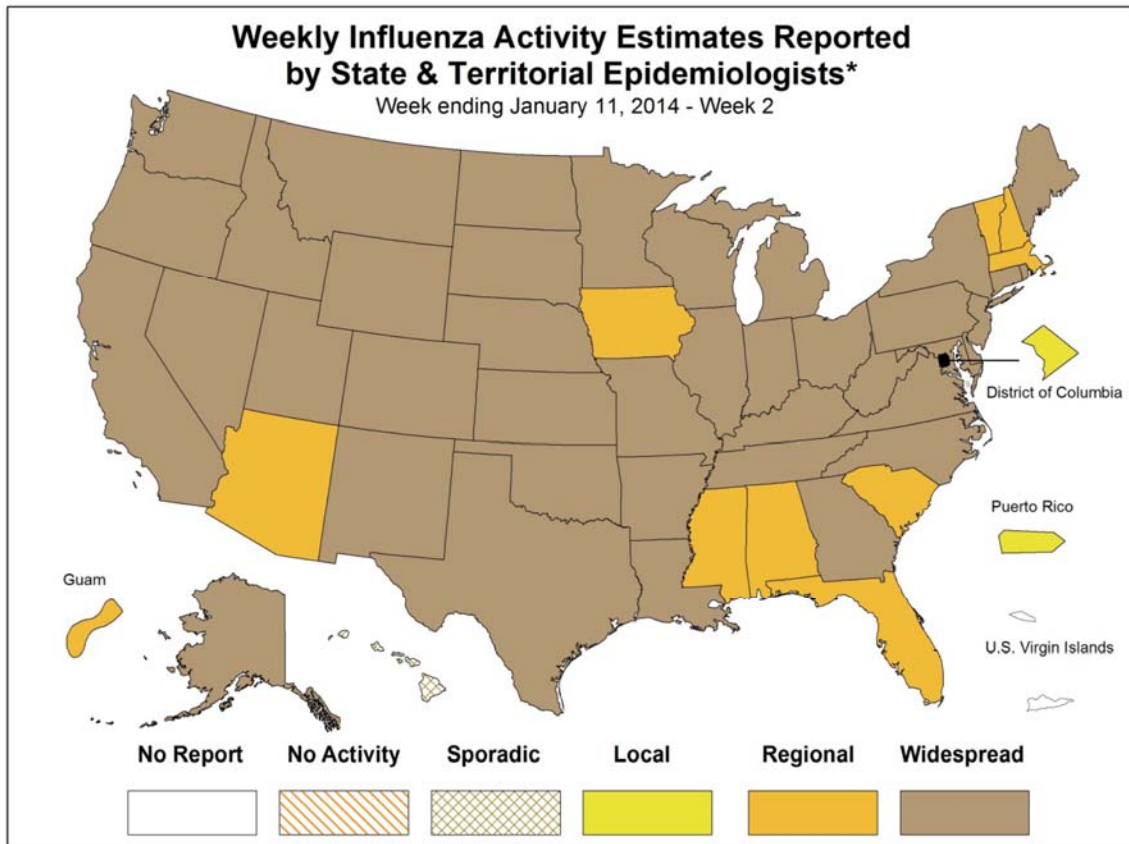 Weekly Influenza Activity Estimates Reported
by State & Territorial Epidemiologists*
Week ending January 11, 2014 - Week 2
District of Columbia
Puerto Rico
Guam
U.S. Virgin Islands
No Report No Activity Sporadic Local Regional Widespread